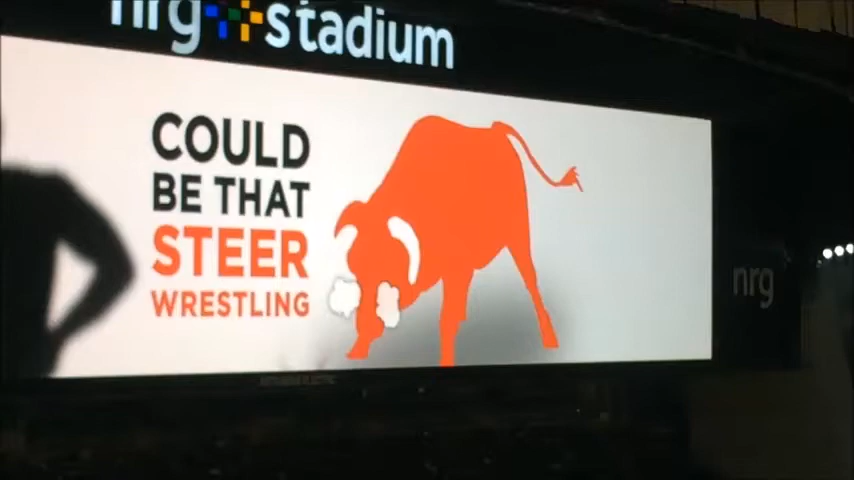 nrg stadium
COULD
BE THAT
STEER
WRESTLING
nrg